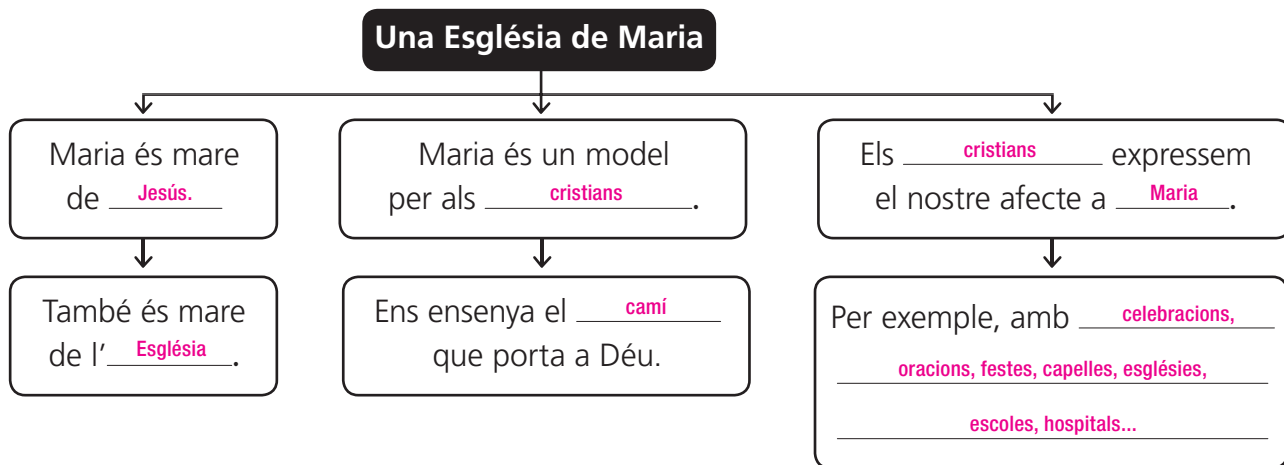 Una Església de Maria
Maria és mare
de Jesús.
Maria és un model
per als cristians.
Els cristians expressem
el nostre afecte a Maria.
També és mare
de l'Església.
Ens ensenya el camí
que porta a Déu.
Per exemple, amb celebracions,
oracions, festes, capelles, esglésies,
escoles, hospitals...